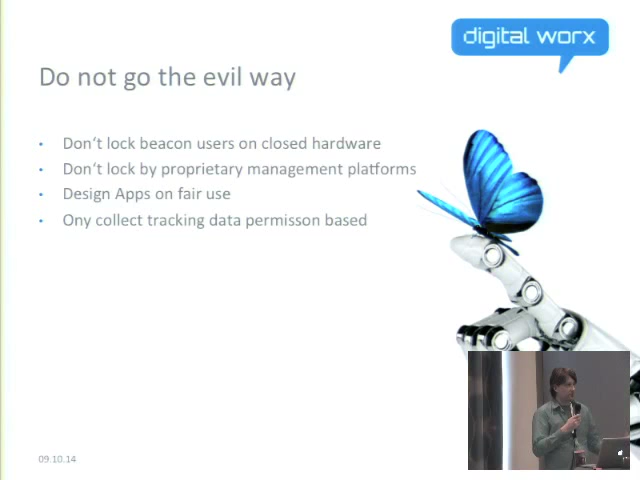 digital worx
Do not go the evil way
• Don‘t lock beacon users on closed hardware
• Don‘t lock by proprietary management platforms
• Design Apps on fair use
• Ony collect tracking data permisson based
09.10.14